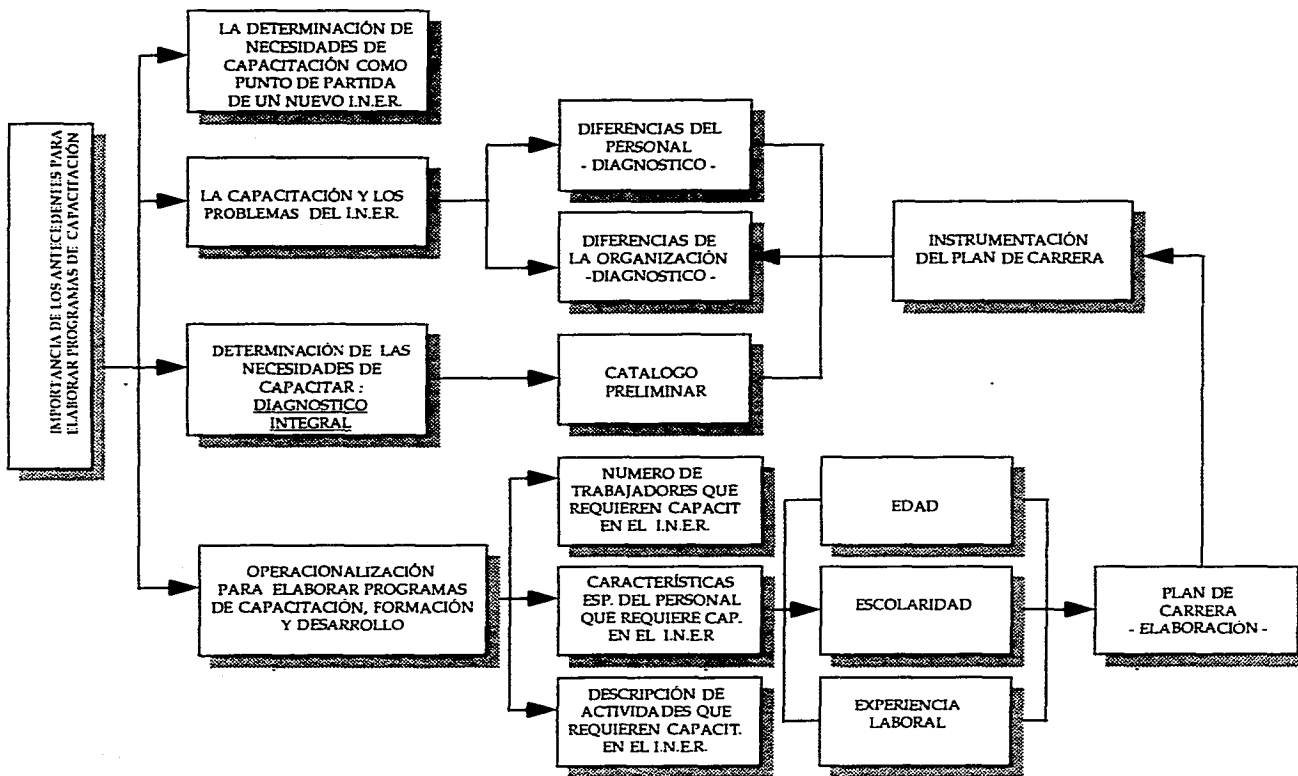 IMPORTANCIA DE LOS ANTECEDENTES PARA
ELABORAR PROGRAMAS DE CAPACITACIÓN
LA DETERMINACIÓN DE
NECESIDADES DE
CAPACITACIÓN COMO
PUNTO DE PARTIDA
DE UN NUEVO I.N.E.R.
LA CAPACITACIÓN Y LOS
PROBLEMAS DEL I.N.E.R.
DETERMINACIÓN DE LAS
NECESIDADES DE
CAPACITAR :
DIAGNOSTICO
INTEGRAL
OPERACIONALIZACIÓN
PARA ELABORAR PROGRAMAS
DE CAPACITACIÓN, FORMACIÓN
Y DESARROLLO
DIFERENCIAS DEL
PERSONAL
- DIAGNOSTICO -
DIFERENCIAS DE
LA ORGANIZACIÓN
-DIAGNOSTICO -
CATALOGO
PRELIMINAR
NUMERO DE
TRABAJADORES QUE
REQUIEREN CAPACIT
EN EL I.N.E.R.
CARACTERÍSTÍCAS
ESP. DEL PERSONAL
QUE REQUIERE CAP.
EN EL I.N.E.R
DESCRIPCIÓN DE
ACTIVIDADES QUE
REQUIEREN CAPACIT.
EN EL I.N.E.R.
EDAD
ESCOLARIDAD
EXPERIENCIA
LABORAL
INSTRUMENTACIÓN
DEL PLAN DE CARRERA
PLAN DE
CARRERA
- ELABORACIÓN -